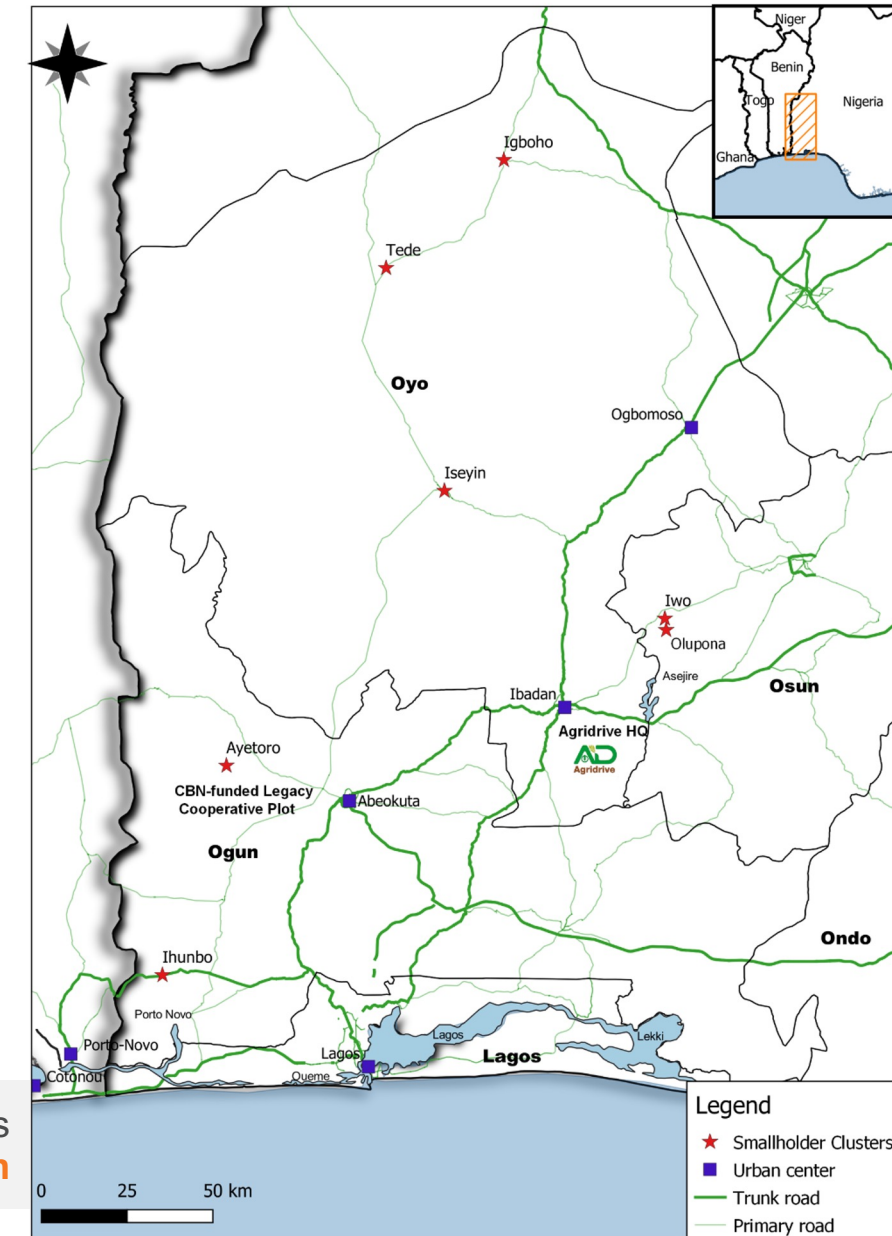 Niger
Benin
Togo
Nigeria
Ghana
Igboho
Tede
Oyo
Ogbomoso
Iseyin
Iwo
Olupona
Asejire
Osun
Ibadan
Agridrive HQ
AiD
Agridrive
Ayetoro
CBN-funded Legacy
Cooperative Plot
Abeokuta
Ogun
Ondo
Ihunbo
Porto Novo
Porto-Novo
Lagos
Lekki
Lagos
Lagos
Cotonou
Queme
s
n
Legend
Smallholder Clusters
Urban center
Trunk road
Primary road
0 25 50 km